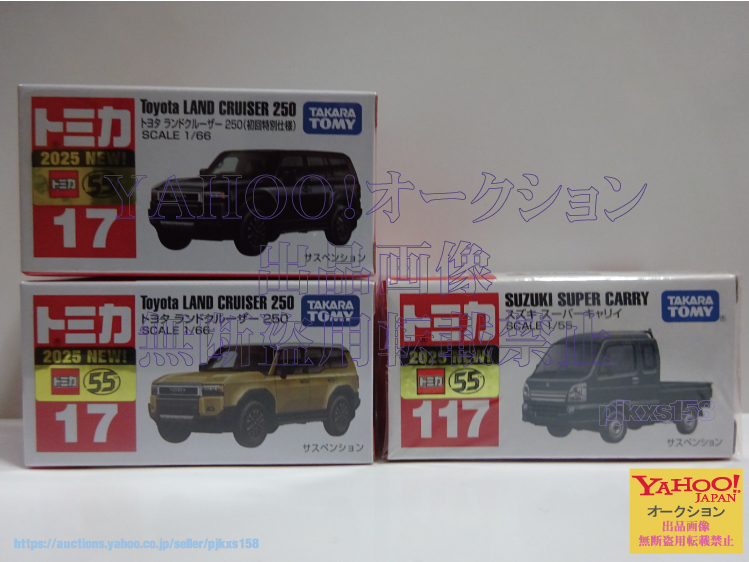 Toyota LAND CRUISER 250
トヨタ ランドクルーザー 250(初回特別仕様)
SCALE 1/66
TAKARA
TOMY
トミカ
2025 NEW!
トミカ 55
17
サスペンション
YAHOO!オークション
出品画像
無断盗用転載禁止
Toyota LAND CRUISER 250
トヨタ ランドクルーザー 250
SCALE 1/66
TAKARA
TOMY
トミカ
2025 NEW!
トミカ 55
17
TOYOTA
サスペンション
SUZUKI SUPER CARRY
スズキ スーパー キャリイ
SCALE 1/55
TAKARA
TOMY
トミカ
2025 NEW!
トミカ 55
117
pjkxs158
サスペンション
YAHOO!
JAPAN
オークション
出品画像
無断盗用転載禁止
https://auctions.yahoo.co.jp/seller/pjkxs158